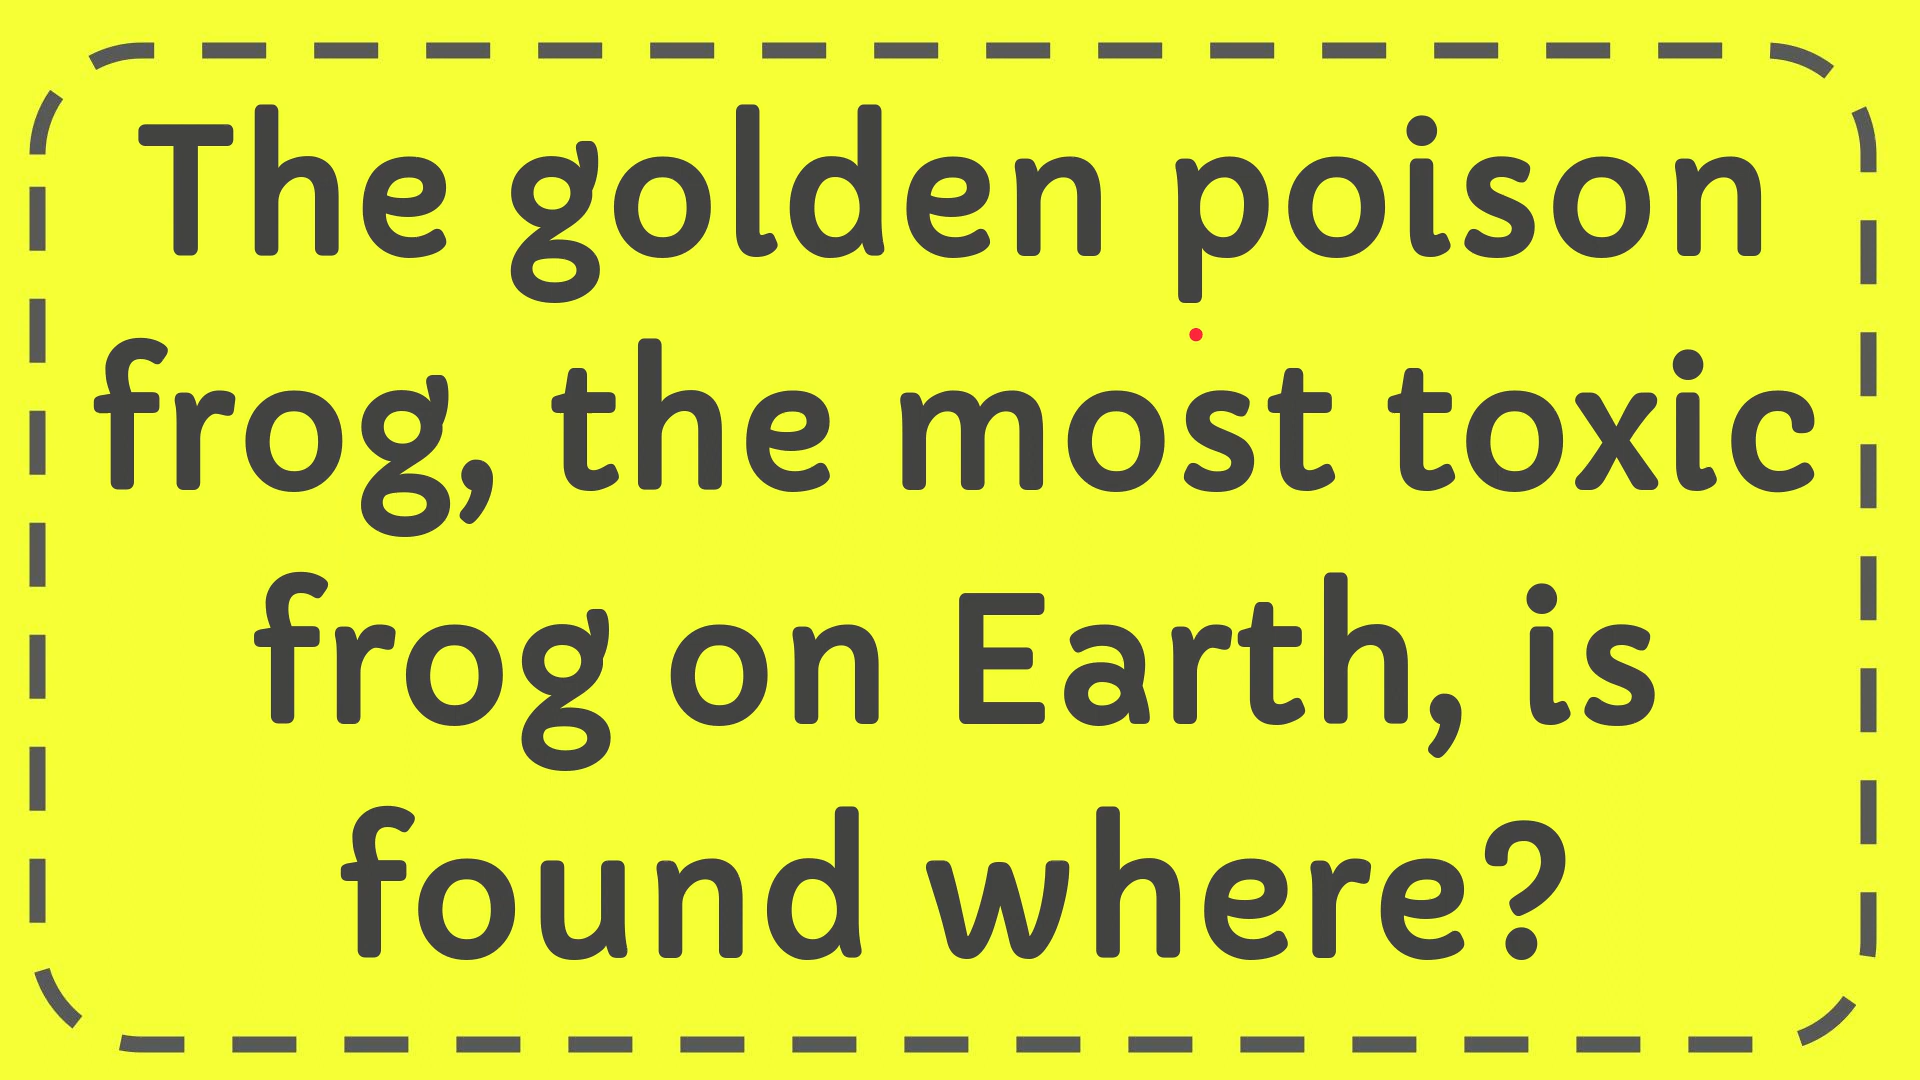 The golden poison
frog, the most toxic
frog on Earth, is
found where?